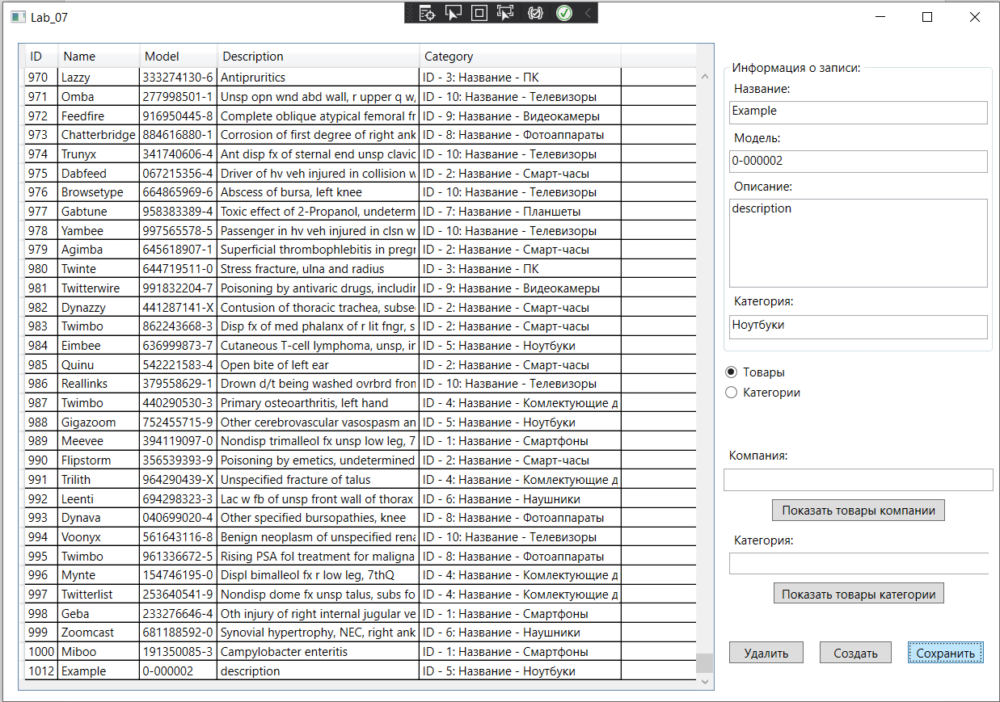 Lab_07
ID Name Model Description Category
970 Lazzy 333274130-6 Antipruritics ID - 3: Название - ПК
971 Omba 277998501-1 Unsp opn wnd abd wall, r upper q w, ID - 10: Название - Телевизоры
972 Feedfire 916950445-8 Complete oblique atypical femoral fr ID - 9: Название - Видеокамеры
973 Chatterbridge 884616880-1 Corrosion of first degree of right ank ID - 8: Название - Фотоаппараты
974 Trunyx 341740606-4 Ant disp fx of sternal end unsp clavic ID - 10: Название - Телевизоры
975 Dabfeed 067215356-4 Driver of hv veh injured in collision w ID - 2: Название - Смарт-часы
976 Browsetype 664865969-6 Abscess of bursa, left knee ID - 10: Название - Телевизоры
977 Gabtune 958383389-4 Toxic effect of 2-Propanol, undeterm ID - 7: Название - Планшеты
978 Yambee 997565578-5 Passenger in hv veh injured in clsn w ID - 10: Название - Телевизоры
979 Agimba 645618907-1 Superficial thrombophlebitis in pregr ID - 2: Название - Смарт-часы
980 Twinte 644719511-0 Stress fracture, ulna and radius ID - 3: Название - ПК
981 Twitterwire 991832204-7 Poisoning by antivaric drugs, includir ID - 9: Название - Видеокамеры
982 Dynazzy 441287141-X Contusion of thoracic trachea, subse ID - 2: Название - Смарт-часы
983 Twimbo 862243668-3 Disp fx of med phalanx of r lit fngr, s ID - 2: Название - Смарт-часы
984 Eimbee 636999873-7 Cutaneous T-cell lymphoma, unsp, ir ID - 5: Название - Ноутбуки
985 Quinu 542221583-4 Open bite of left ear ID - 2: Название - Смарт-часы
986 Reallinks 379558629-1 Drown d/t being washed ovrbrd fron ID - 10: Название - Телевизоры
987 Twimbo 440290530-3 Primary osteoarthritis, left hand ID - 4: Название - Комлектующие д
988 Gigazoom 752455715-9 Other cerebrovascular vasospasm an ID - 5: Название - Ноутбуки
989 Meevee 394119097-0 Nondisp trimalleol fx unsp low leg, 7 ID - 1: Название - Смартфоны
990 Flipstorm 356539393-9 Poisoning by emetics, undetermined ID - 2: Название - Смарт-часы
991 Trilith 964290439-X Unspecified fracture of talus ID - 4: Название - Комлектующие д
992 Leenti 694298323-3 Lac w fb of unsp front wall of thorax ID - 6: Название - Наушники
993 Dynava 040699020-4 Other specified bursopathies, knee ID - 8: Название - Фотоаппараты
994 Voonyx 561643116-8 Benign neoplasm of unspecified rena ID - 10: Название - Телевизоры
995 Twimbo 961336672-5 Rising PSA fol treatment for maligna ID - 8: Название - Фотоаппараты
996 Mynte 154746195-0 Displ bimalleol fx r low leg, 7thQ ID - 4: Название - Комлектующие д
997 Twitterlist 253640541-9 Nondisp dome fx unsp talus, subs fo ID - 4: Название - Комлектующие д
998 Geba 233276646-4 Oth injury of right internal jugular ve ID - 1: Название - Смартфоны
999 Zoomcast 681188592-0 Synovial hypertrophy, NEC, right ank ID - 6: Название - Наушники
1000 Miboo 191350085-3 Campylobacter enteritis ID - 1: Название - Смартфоны
1012 Example 0-000002 description ID - 5: Название - Ноутбуки
Информация о записи:
Название:
Example
Модель:
0-000002
Описание:
description
Категория:
Ноутбуки
Товары
Категории
Компания:
Показать товары компании
Категория:
Показать товары категории
Удалить Создать Сохранить